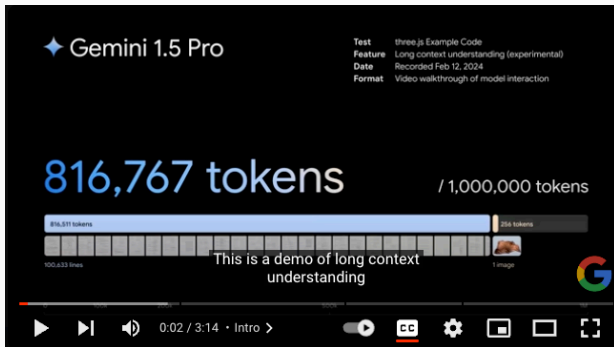 Gemini 1.5 Pro
Test three.js Example Code
Feature Long context understanding (experimental)
Date Recorded Feb 12, 2024
Format Video walkthrough of model interaction
816,767 tokens
/ 1,000,000 tokens
816,511 tokens
256 tokens
100,633 lines
1 image
This is a demo of long context
understanding
0:02 / 3:14 • Intro
CC